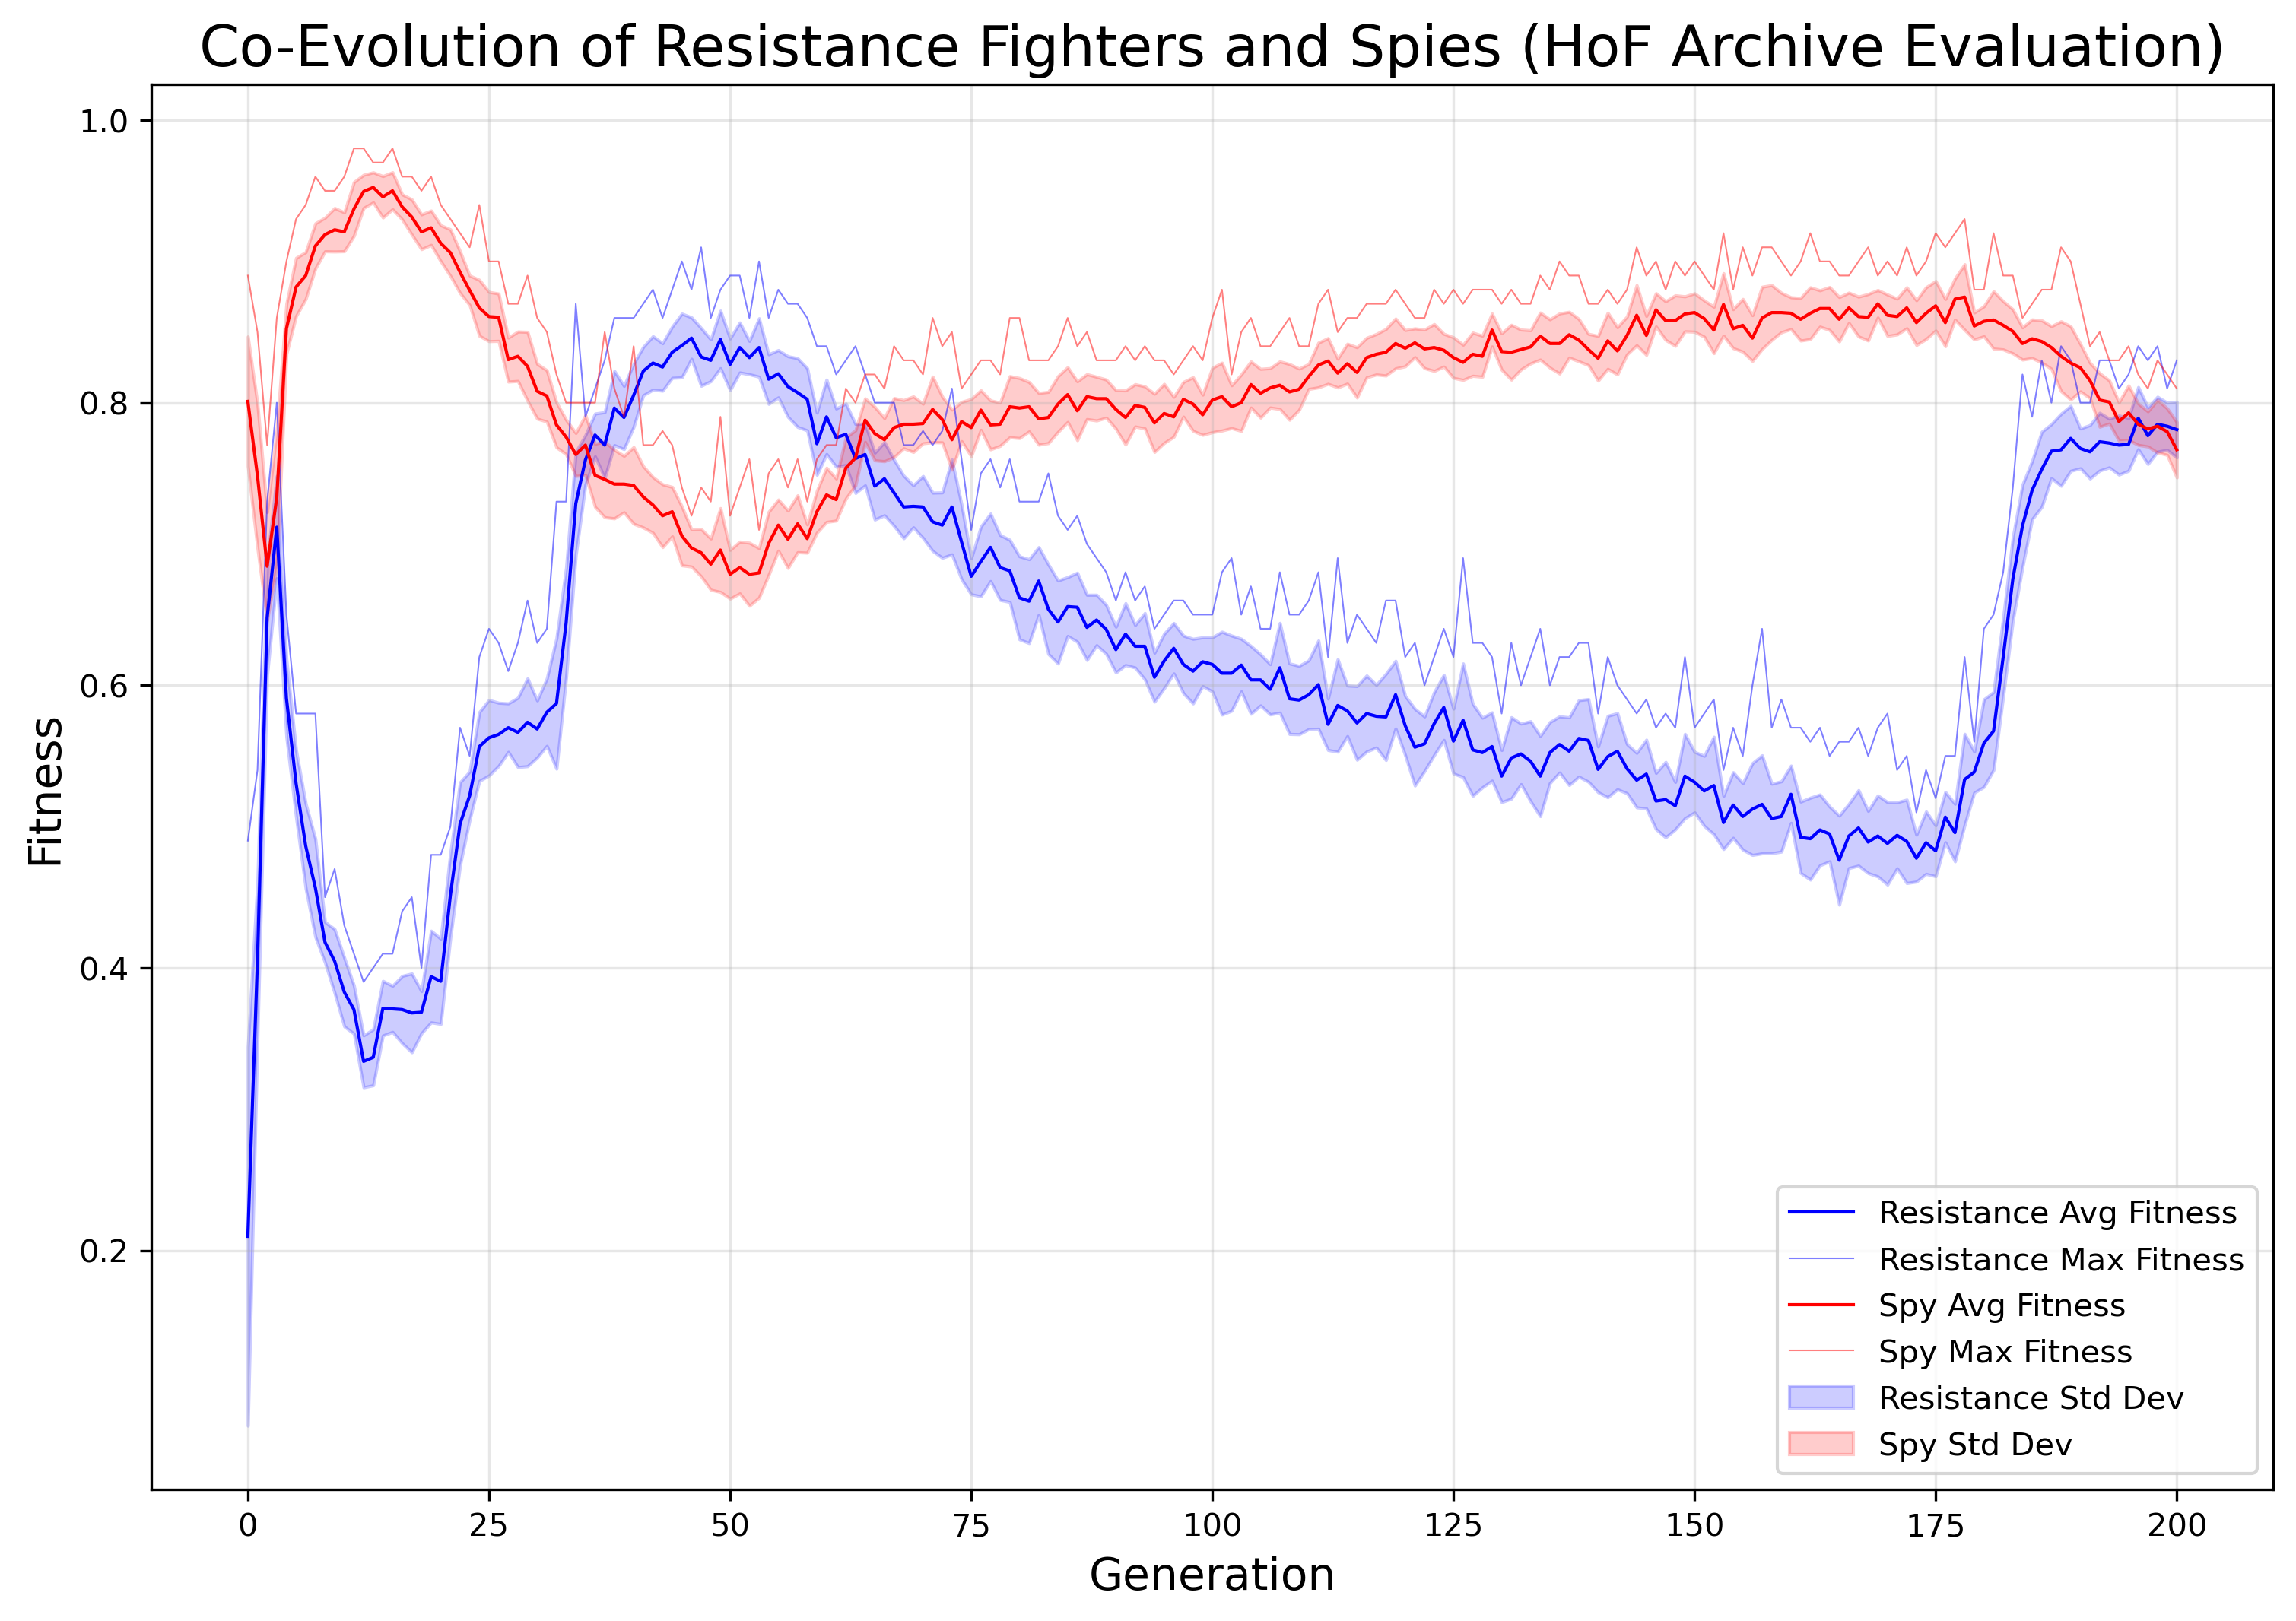 Co-Evolution of Resistance Fighters and Spies (HoF Archive Evaluation)
1.0
0.8
0.6
0.4
0.2
Fitness
0 25 50 75 100 125 150 175 200
Generation
Resistance Avg Fitness
Resistance Max Fitness
Spy Avg Fitness
Spy Max Fitness
Resistance Std Dev
Spy Std Dev